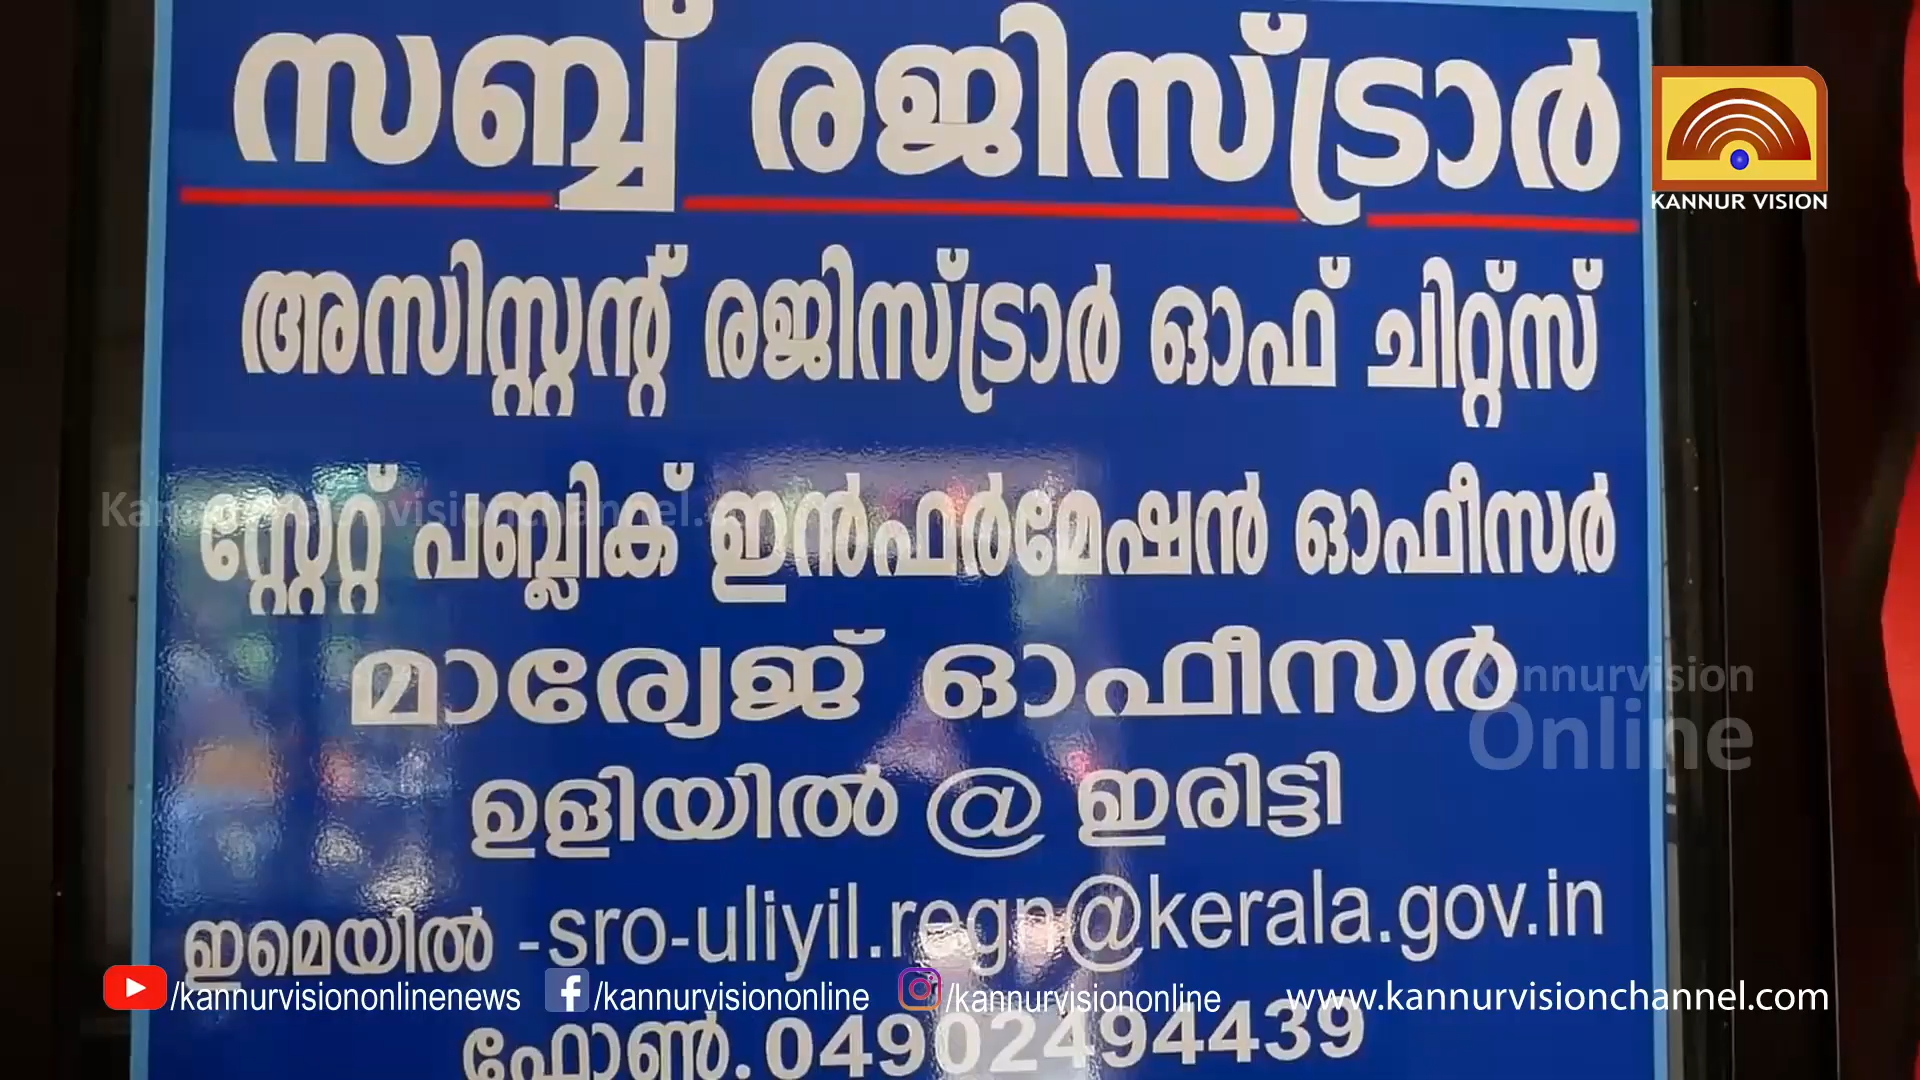 സബ്ബ് രജിസ്ട്രാർ
KANNUR VISION
അസിസ്റ്റന്റ് രജിസ്ട്രാർ ഓഫ് ചിറ്റ്സ്
സ്റ്റേറ്റ് പബ്ലിക് ഇൻഫർമേഷൻ ഓഫീസർ
മാര്യേജ് ഓഫീസർ
Kannurvision
Online
ഉളിയിൽ @ ഇരിട്ടി
ഇമെയിൽ -sro-uliyil.regn@kerala.gov.in
/kannurvisiononlinenews /kannurvisiononline /kannurvisiononline www.kannurvisionchannel.com
ഫോൺ.04902494439